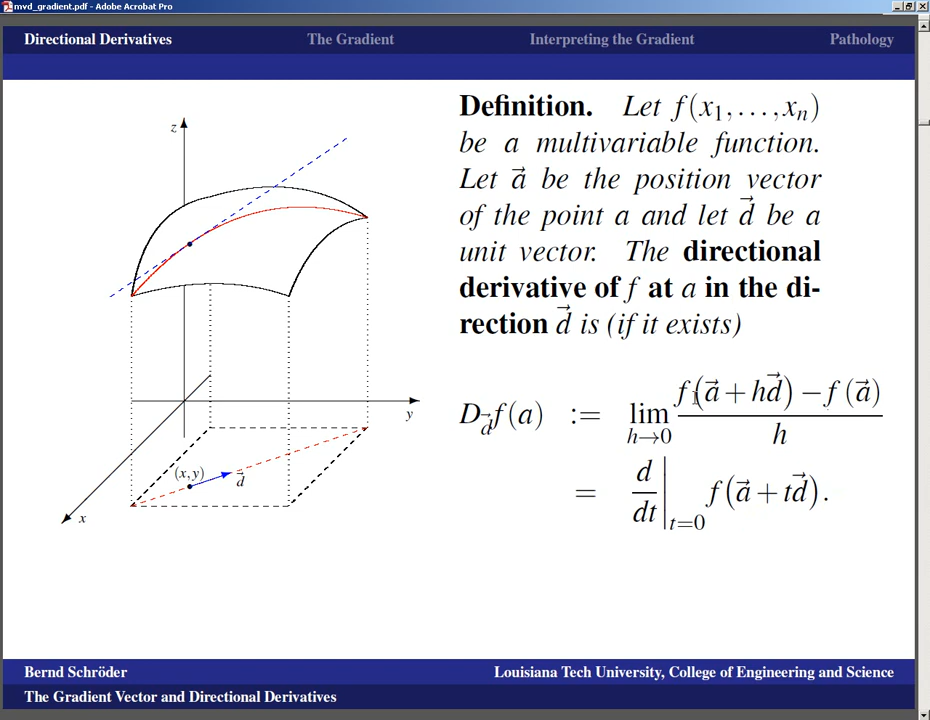 mvd_gradient.pdf - Adobe Acrobat Pro
Directional Derivatives The Gradient Interpreting the Gradient Pathology
Definition. Let f(x₁,…,xₙ)
be a multivariable function.
Let a⃗ be the position vector
of the point a and let d⃗ be a
unit vector. The directional
derivative of f at a in the di-
rection d⃗ is (if it exists)
D_d⃗ f(a) := lim_{h→0} (f(a⃗ + hd⃗) − f(a⃗))/h
= d/dt|_{t=0} f(a⃗ + td⃗).
z
y
(x,y)
d⃗
x
Bernd Schröder Louisiana Tech University, College of Engineering and Science
The Gradient Vector and Directional Derivatives